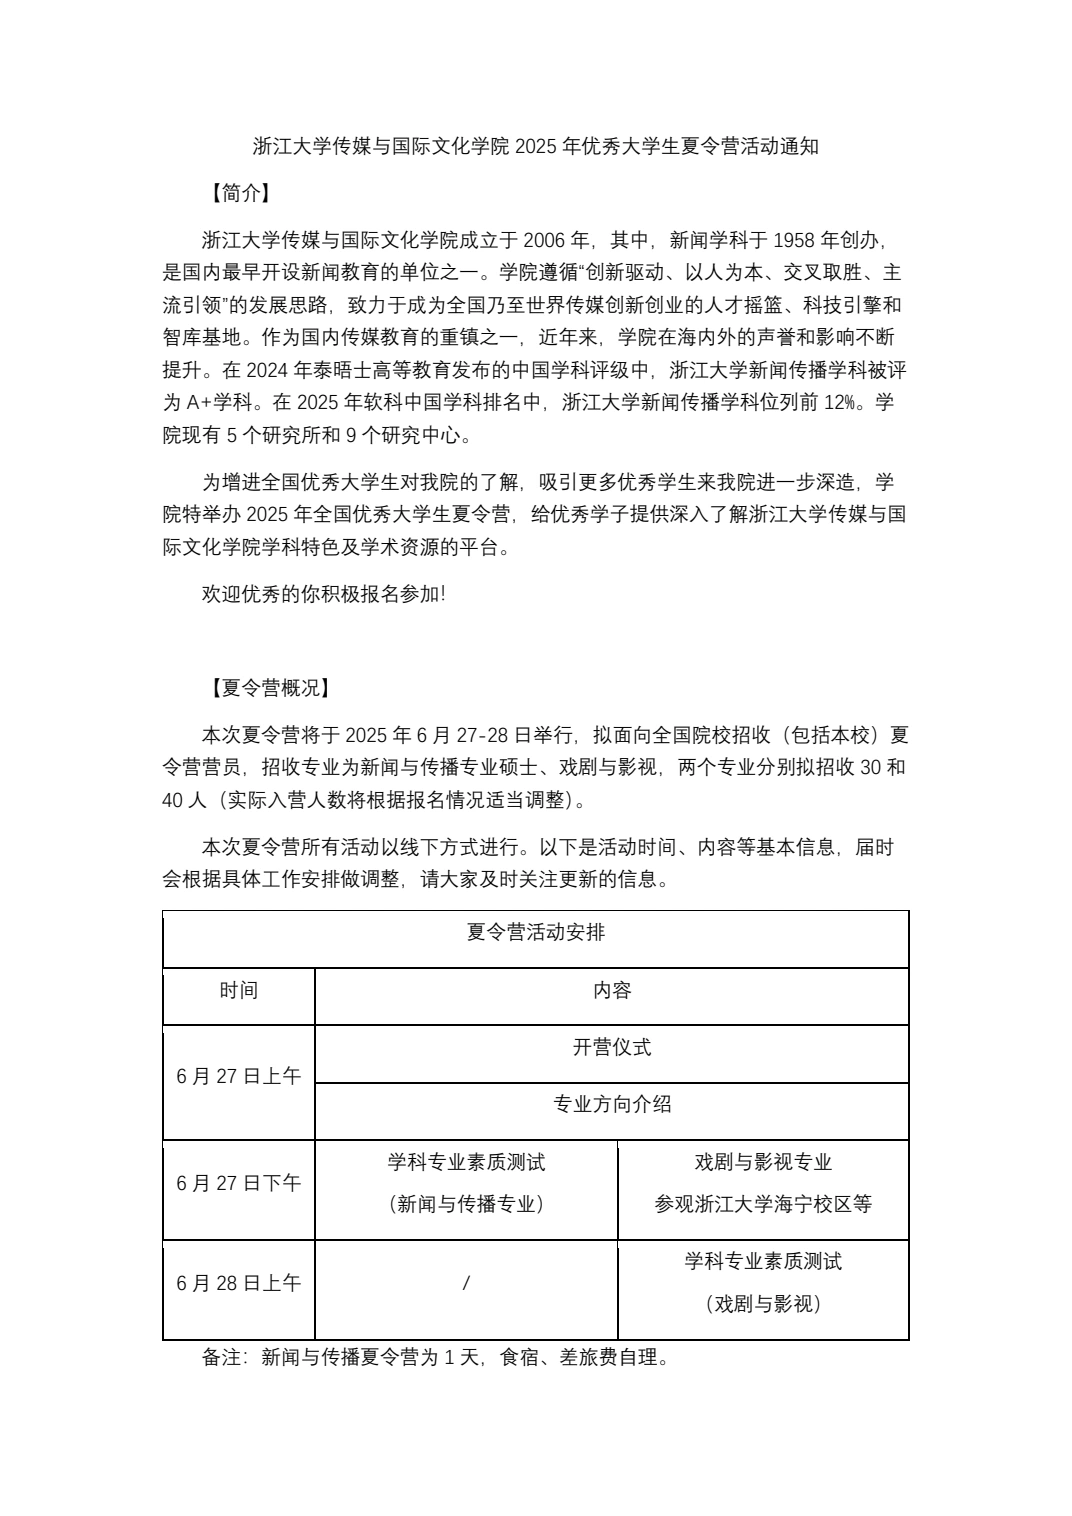 浙江大学传媒与国际文化学院 2025 年优秀大学生夏令营活动通知
【简介】
浙江大学传媒与国际文化学院成立于 2006 年，其中，新闻学科于 1958 年创办，
是国内最早开设新闻教育的单位之一。学院遵循“创新驱动、以人为本、交叉取胜、主
流引领”的发展思路，致力于成为全国乃至世界传媒创新创业的人才摇篮、科技引擎和
智库基地。作为国内传媒教育的重镇之一，近年来，学院在海内外的声誉和影响不断
提升。在 2024 年泰晤士高等教育发布的中国学科评级中，浙江大学新闻传播学科被评
为 A+学科。在 2025 年软科中国学科排名中，浙江大学新闻传播学科位列前 12%。学
院现有 5 个研究所和 9 个研究中心。
为增进全国优秀大学生对我院的了解，吸引更多优秀学生来我院进一步深造，学
院特举办 2025 年全国优秀大学生夏令营，给优秀学子提供深入了解浙江大学传媒与国
际文化学院学科特色及学术资源的平台。
欢迎优秀的你积极报名参加！
【夏令营概况】
本次夏令营将于 2025 年 6 月 27-28 日举行，拟面向全国院校招收（包括本校）夏
令营营员，招收专业为新闻与传播专业硕士、戏剧与影视，两个专业分别拟招收 30 和
40 人（实际入营人数将根据报名情况适当调整）。
本次夏令营所有活动以线下方式进行。以下是活动时间、内容等基本信息，届时
会根据具体工作安排做调整，请大家及时关注更新的信息。
夏令营活动安排
时间 内容
6 月 27 日上午
开营仪式
专业方向介绍
6 月 27 日下午
学科专业素质测试
（新闻与传播专业）
戏剧与影视专业
参观浙江大学海宁校区等
6 月 28 日上午
/
学科专业素质测试
（戏剧与影视）
备注：新闻与传播夏令营为 1 天，食宿、差旅费自理。